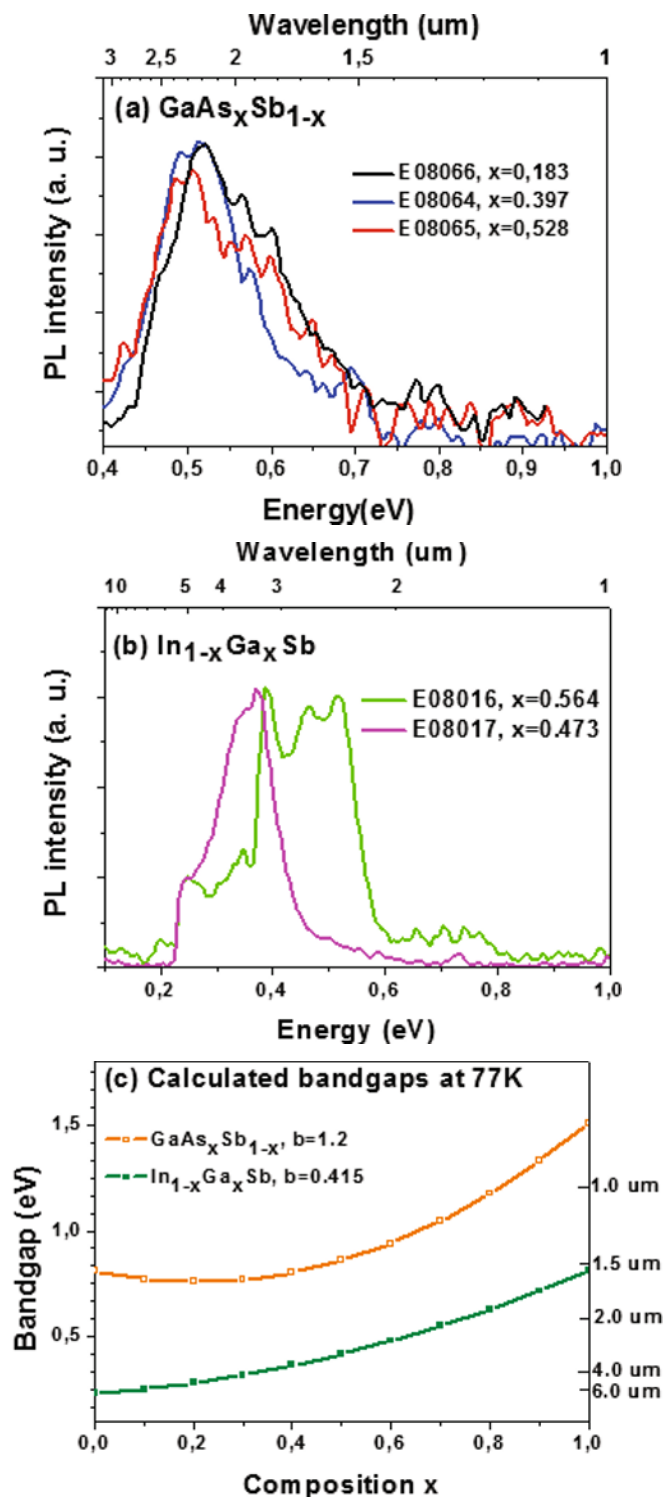 Wavelength (um)
3 2,5 2 1,5 1
(a) GaAsxSb1-x
E08066, x=0,183
E08064, x=0.397
E08065, x=0,528
PL intensity (a. u.)
0,4 0,5 0,6 0,7 0,8 0,9 1,0
Energy(eV)
Wavelength (um)
10 5 4 3 2 1
(b) In1-xGaxSb
E08016, x=0.564
E08017, x=0.473
PL intensity (a. u.)
0,2 0,4 0,6 0,8 1,0
Energy (eV)
(c) Calculated bandgaps at 77K
GaAsxSb1-x, b=1.2
In1-xGaxSb, b=0.415
Bandgap (eV)
1,5
1,0
0,5
1.0 um
1.5 um
2.0 um
4.0 um
6.0 um
0,0 0,2 0,4 0,6 0,8 1,0
Composition x